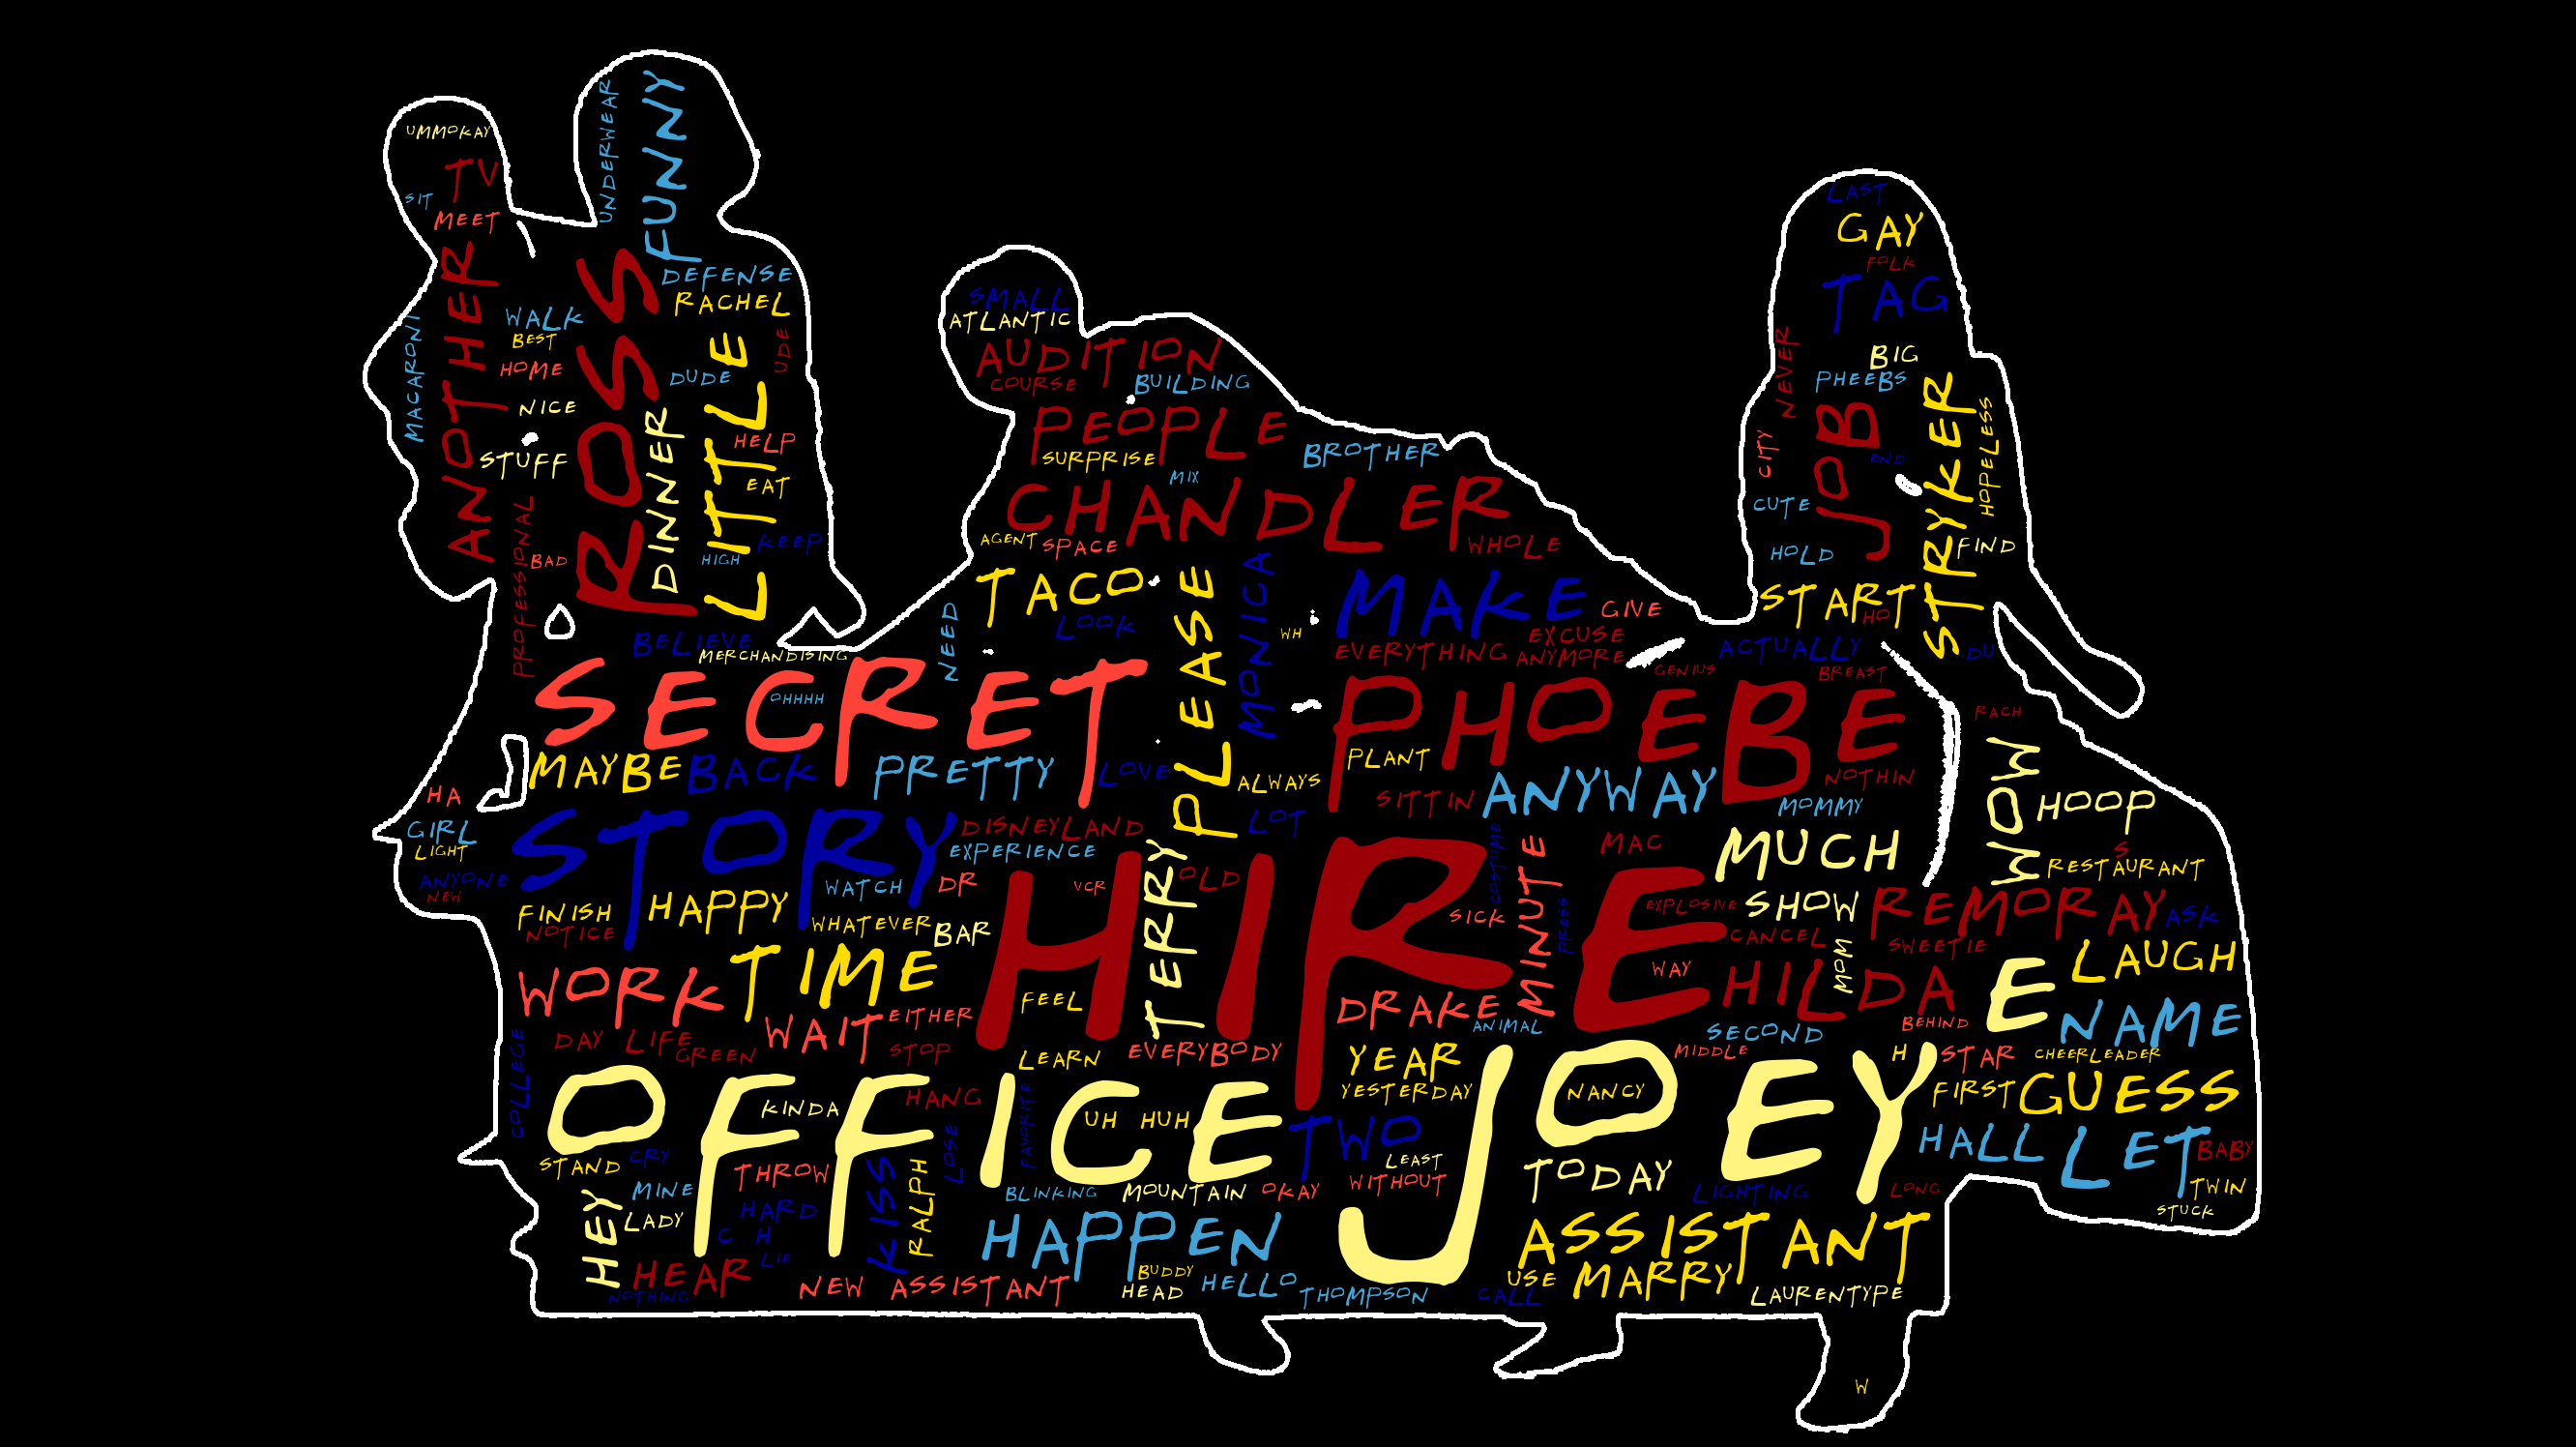 UMMOKAY
TV
SIT
MEET
ANOTHER
MACARONI
UNDERWEAR
FUNNY
ROSS
DEFENSE
RACHEL
WALK
BEST
HOME
NICE
STUFF
DUDE
UDE
LITTLE
DINNER
HELP
EAT
KEEP
HIGH
BAD
PROFESSIONAL
BELIEVE
MERCHANDISING
SMALL
ATLANTIC
AUDITION
COURSE
BUILDING
PEOPLE
SURPRISE
MIX
BROTHER
CHANDLER
AGENT
SPACE
WHOLE
TACO
LOOK
NEED
PLEASE
MONICA
WH
MAKE
GIVE
EVERYTHING
EXCUSE
ANYMORE
LAST
GAY
FOLK
TAG
NEVER
BIG
PHEEBS
JOB
STRYKER
HOPELESS
CITY
END
CUTE
HOLD
FIND
START
HO
ACTUALLY
DU
GENIUS
BREAST
RACH
SECRET
OHHHH
PHOEBE
PLANT
MAYBE
BACK
PRETTY
LOVE
ALWAYS
SITTIN
ANYWAY
NOTHIN
MOMMY
WOW
HOOP
S
RESTAURANT
HA
GIRL
LIGHT
ANYONE
NEW
STORY
DISNEYLAND
EXPERIENCE
LOT
COSTUME
MINUTE
MAC
MUCH
HAPPY
WATCH
DR
VCR
OLD
HIRE
TERRY
SICK
PRESS
EXPLOSIVE
SHOW
REMORAY
ASK
FINISH
NOTICE
WHATEVER
BAR
CANCEL
MOM
SWEETIE
LAUGH
WORK
TIME
FEEL
WAY
HILDA
E
NAME
DRAKE
ANIMAL
SECOND
BEHIND
COLLEGE
DAY
LIFE
GREEN
WAIT
EITHER
STOP
LEARN
EVERYBODY
YEAR
MIDDLE
H
STAR
CHEERLEADER
OFFICE
KINDA
HANG
FAVORITE
UH HUH
YESTERDAY
JOEY
NANCY
FIRST
GUESS
TWO
LEAST
WITHOUT
HALL
LET
BABY
TWIN
STUCK
STAND
CRY
THROW
LOSE
TODAY
LIGHTING
LONG
MINE
LADY
HARD
C H
LIE
KISS
RALPH
BLINKING
MOUNTAIN
OKAY
HEY
HEAR
NOTHING
NEW ASSISTANT
HAPPEN
BUDDY
HEAD
HELLO
THOMPSON
ASSISTANT
USE
CALL
MARRY
LAURENTYPE
W